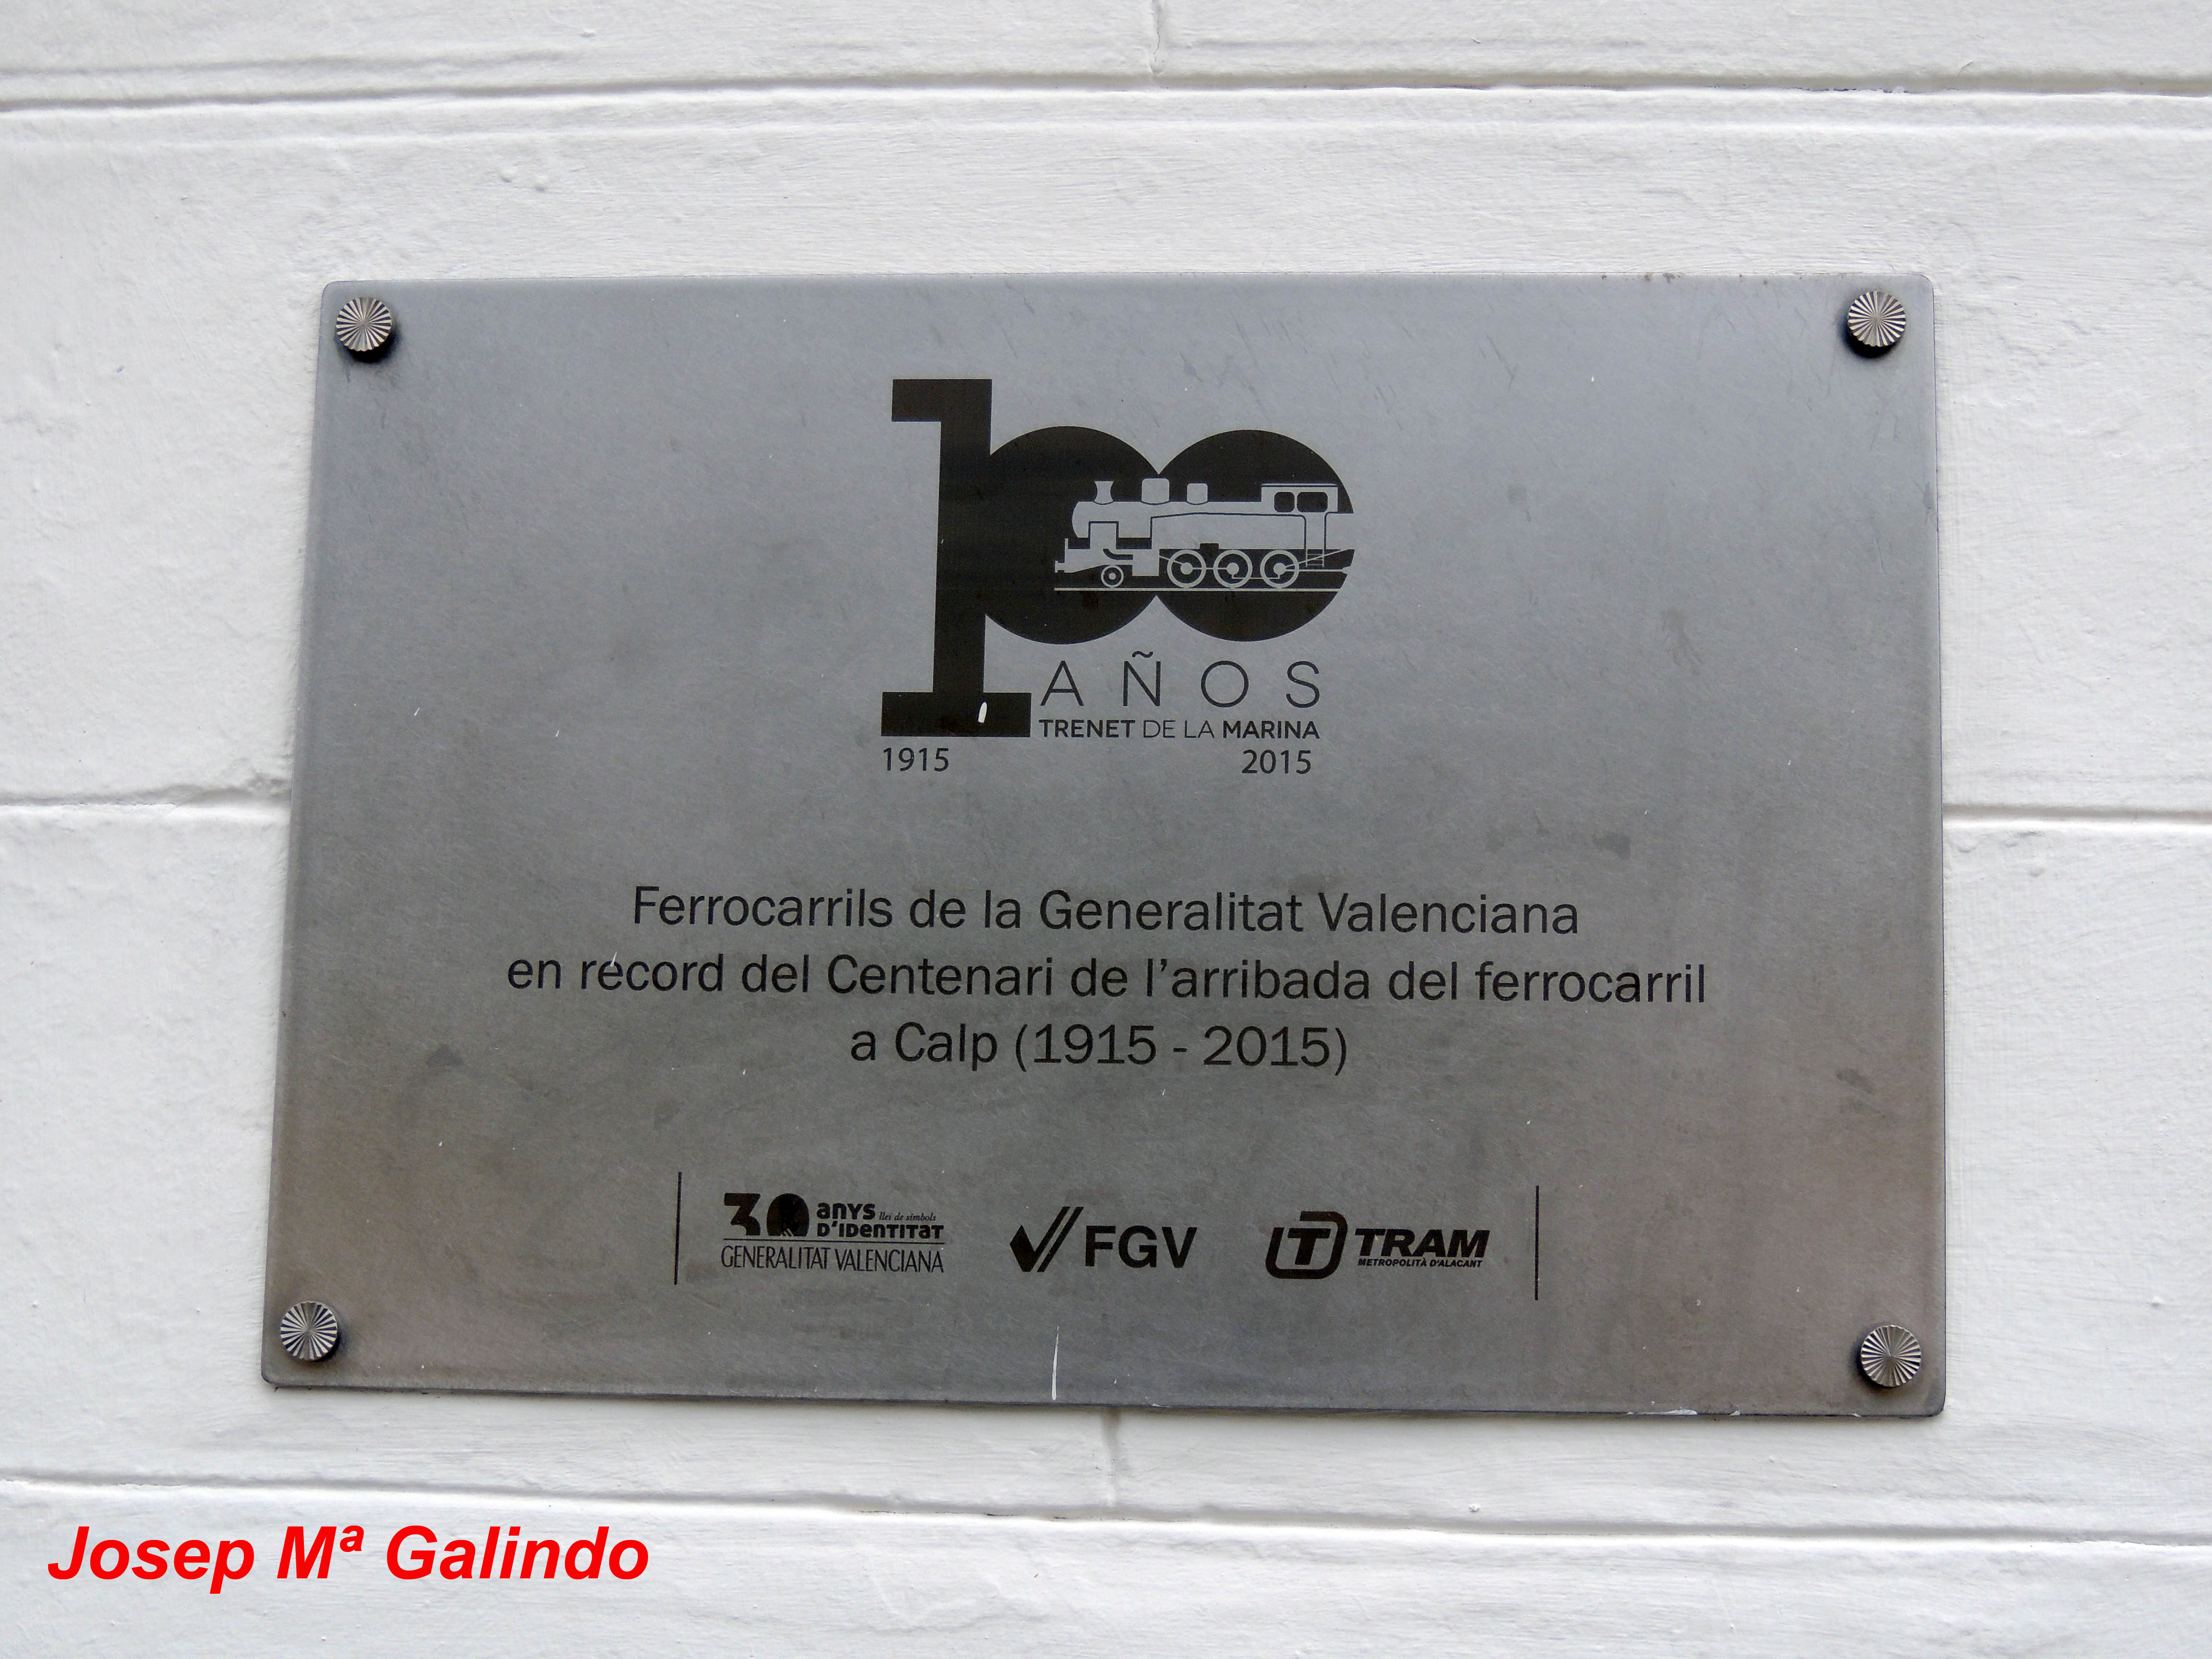 100
AÑOS
TRENET DE LA MARINA
1915 2015
Ferrocarrils de la Generalitat Valenciana
en record del Centenari de l'arribada del ferrocarril
a Calp (1915 - 2015)
30 anys llei de símbols
D'IDENTITAT
GENERALITAT VALENCIANA
FGV
TRAM
METROPOLITÀ D'ALACANT
Josep Mª Galindo